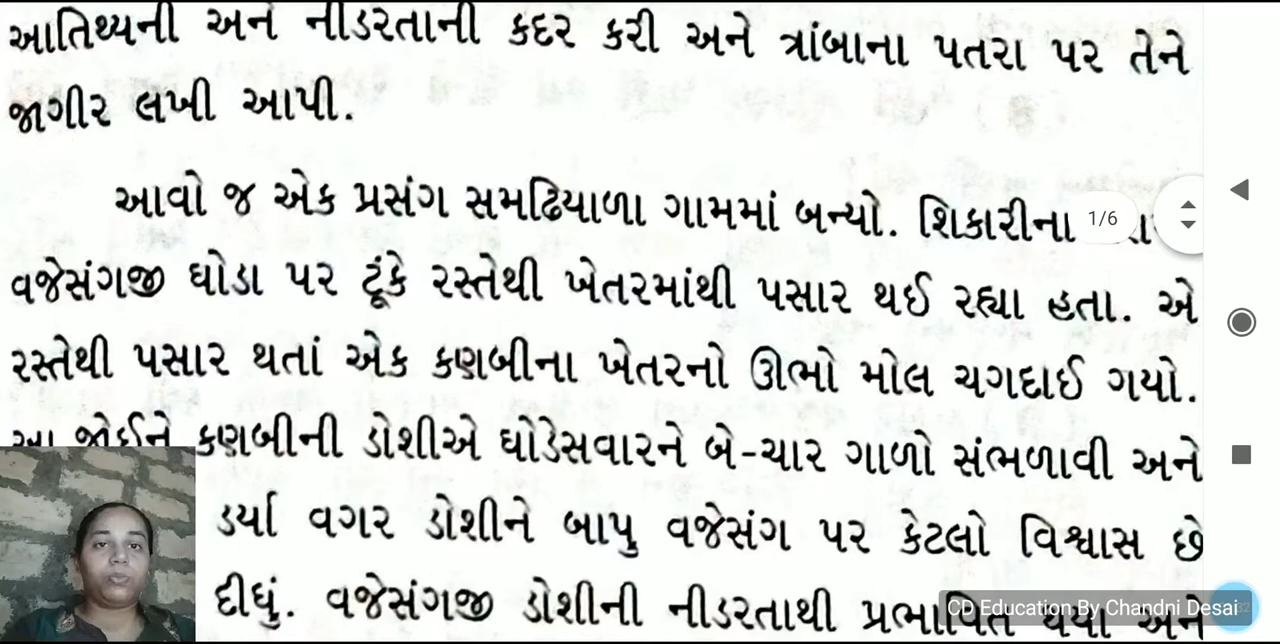 આતિથ્યની અને નીડરતાની કદર કરી અને ત્રાંબાના પતરા પર તેને
જાગીર લખી આપી.
આવો જ એક પ્રસંગ સમઢિયાળા ગામમાં બન્યો. શિકારીના
1/6
વજેસંગજી ઘોડા પર ટૂંકે રસ્તેથી ખેતરમાંથી પસાર થઈ રહ્યા હતા. એ
રસ્તેથી પસાર થતાં એક કણબીના ખેતરનો ઊભો મોલ ચગદાઈ ગયો.
આ જોઈને કણબીની ડોશીએ ઘોડેસવારને બે-ચાર ગાળો સંભળાવી અને
ડર્યા વગર ડોશીને બાપુ વજેસંગ પર કેટલો વિશ્વાસ છે
દીધું. વજેસંગજી ડોશીની નીડરતાથી પ્રભાવિત થયા અને
CD Education By Chandni Desai